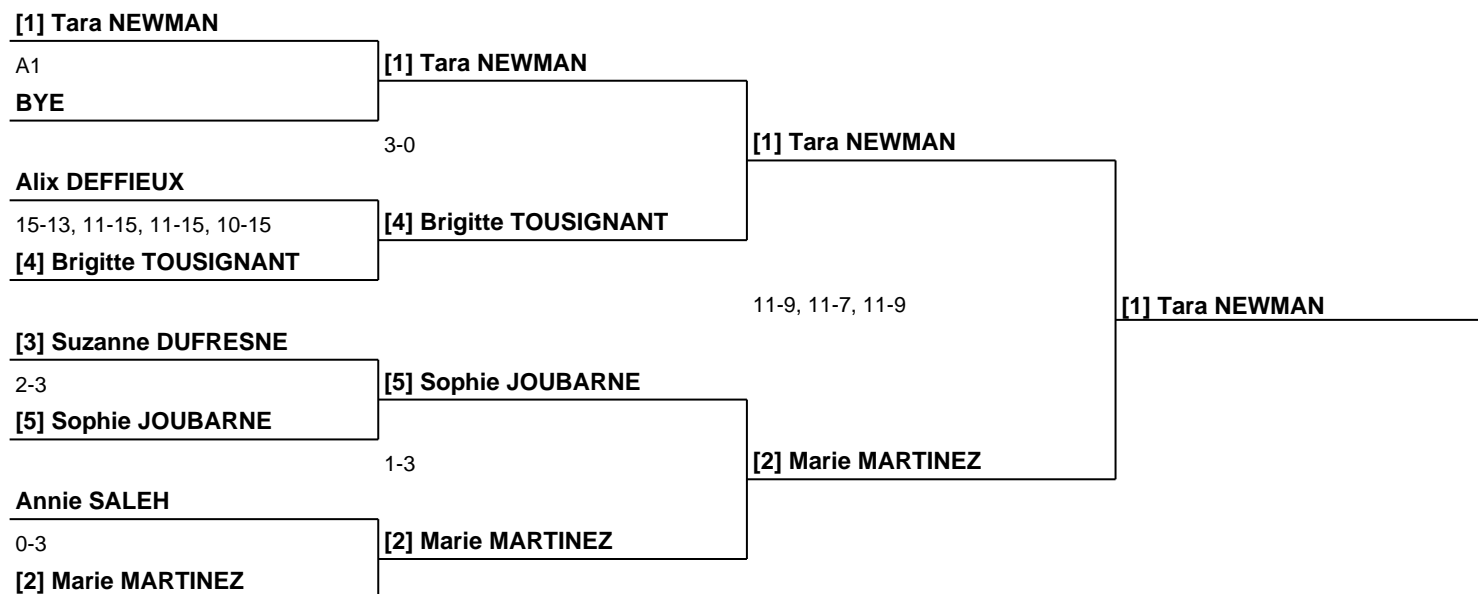 [1] Tara NEWMAN
A1
BYE
[1] Tara NEWMAN
3-0
[1] Tara NEWMAN
Alix DEFFIEUX
15-13, 11-15, 11-15, 10-15
[4] Brigitte TOUSIGNANT
[4] Brigitte TOUSIGNANT
11-9, 11-7, 11-9
[1] Tara NEWMAN
[3] Suzanne DUFRESNE
2-3
[5] Sophie JOUBARNE
[5] Sophie JOUBARNE
1-3
[2] Marie MARTINEZ
Annie SALEH
0-3
[2] Marie MARTINEZ
[2] Marie MARTINEZ